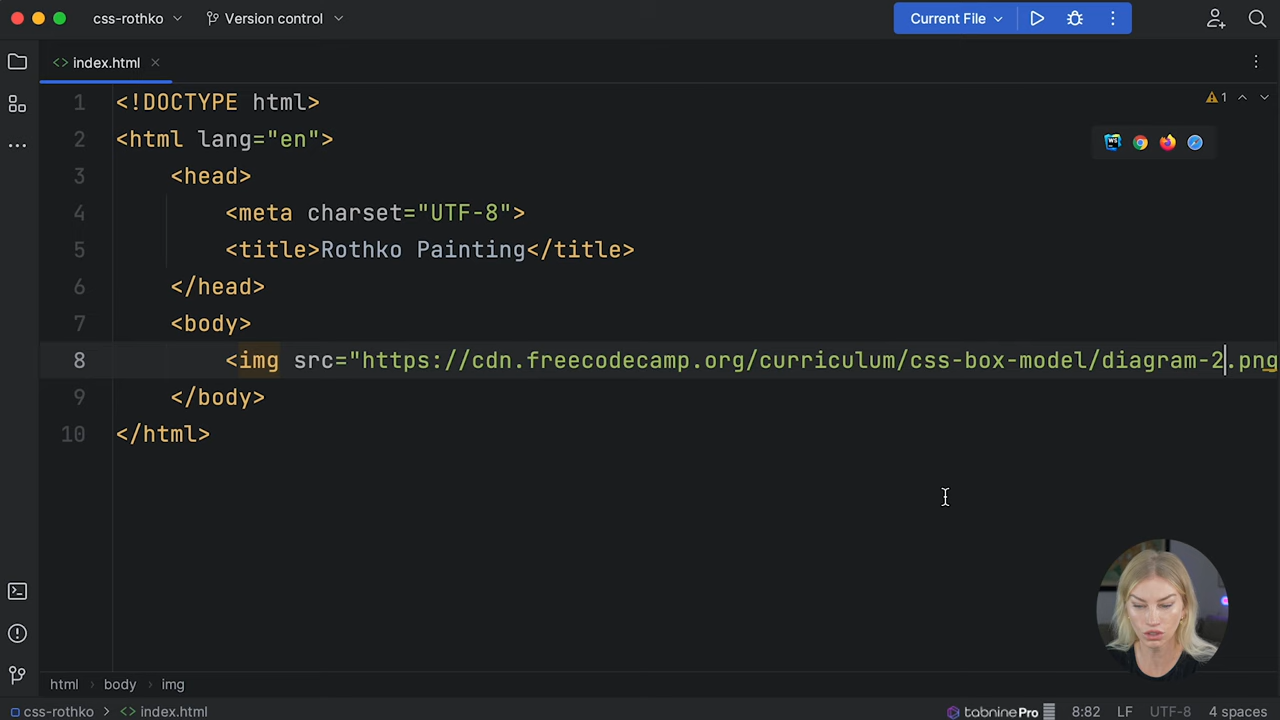 css-rothko
Version control
Current File
index.html
1 <!DOCTYPE html>
1
2 <html lang="en">
3 <head>
4 <meta charset="UTF-8">
5 <title>Rothko Painting</title>
6 </head>
7 <body>
8 <img src="https://cdn.freecodecamp.org/curriculum/css-box-model/diagram-2.png
9 </body>
10 </html>
html > body > img
css-rothko > index.html
tabnine Pro 8:82 LF UTF-8 4 spaces